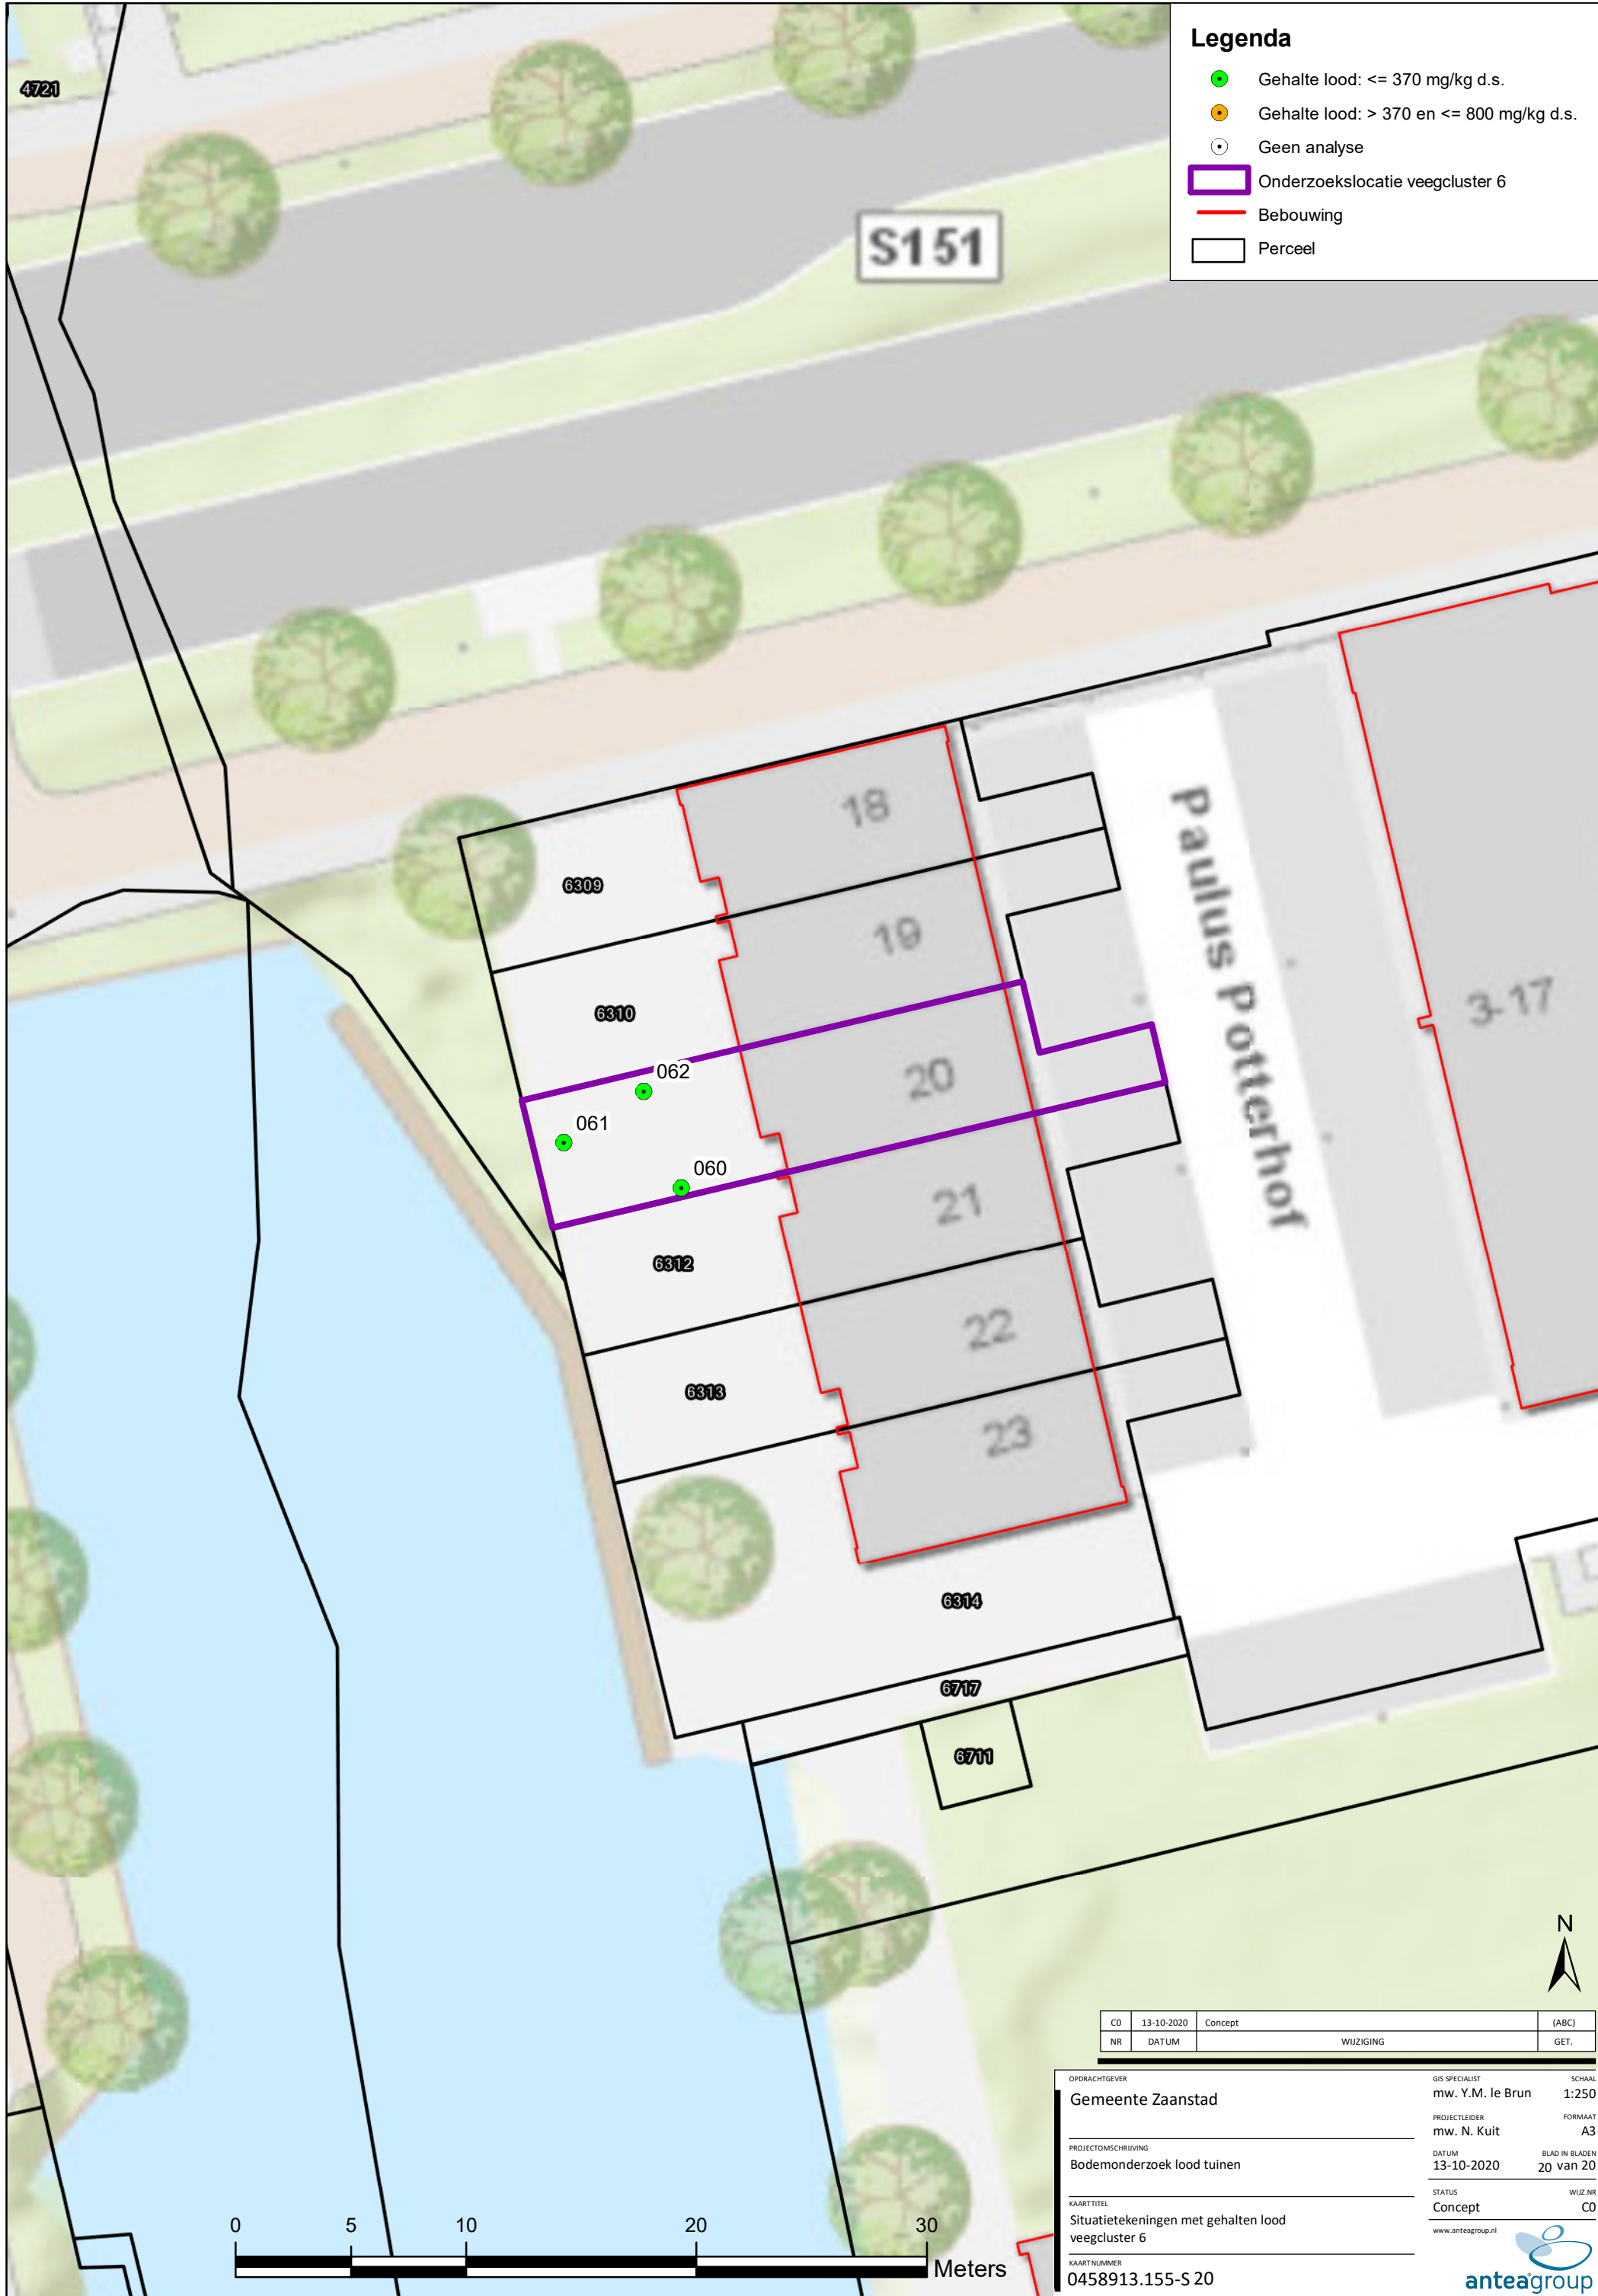 Legenda
Gehalte lood: <= 370 mg/kg d.s.
Gehalte lood: > 370 en <= 800 mg/kg d.s.
Geen analyse
Onderzoekslocatie veegcluster 6
Bebouwing
Perceel
4721
S151
18
6309
19
6310
Paulus Potterhof
3-17
20
062
061
060
21
6312
22
6313
23
6314
6717
6711
N
C0 13-10-2020 Concept (ABC)
NR DATUM WIJZIGING GET.
OPDRACHTGEVER
Gemeente Zaanstad
GIS SPECIALIST SCHAAL
mw. Y.M. le Brun 1:250
PROJECTLEIDER FORMAAT
mw. N. Kuit A3
PROJECTOMSCHRIJVING
Bodemonderzoek lood tuinen
DATUM BLAD IN BLADEN
13-10-2020 20 van 20
STATUS WIJZ.NR
Concept C0
KAARTTITEL
Situatietekeningen met gehalten lood
veegcluster 6
www.anteagroup.nl
KAARTNUMMER
0458913.155-S 20
anteagroup
0 5 10 20 30
Meters